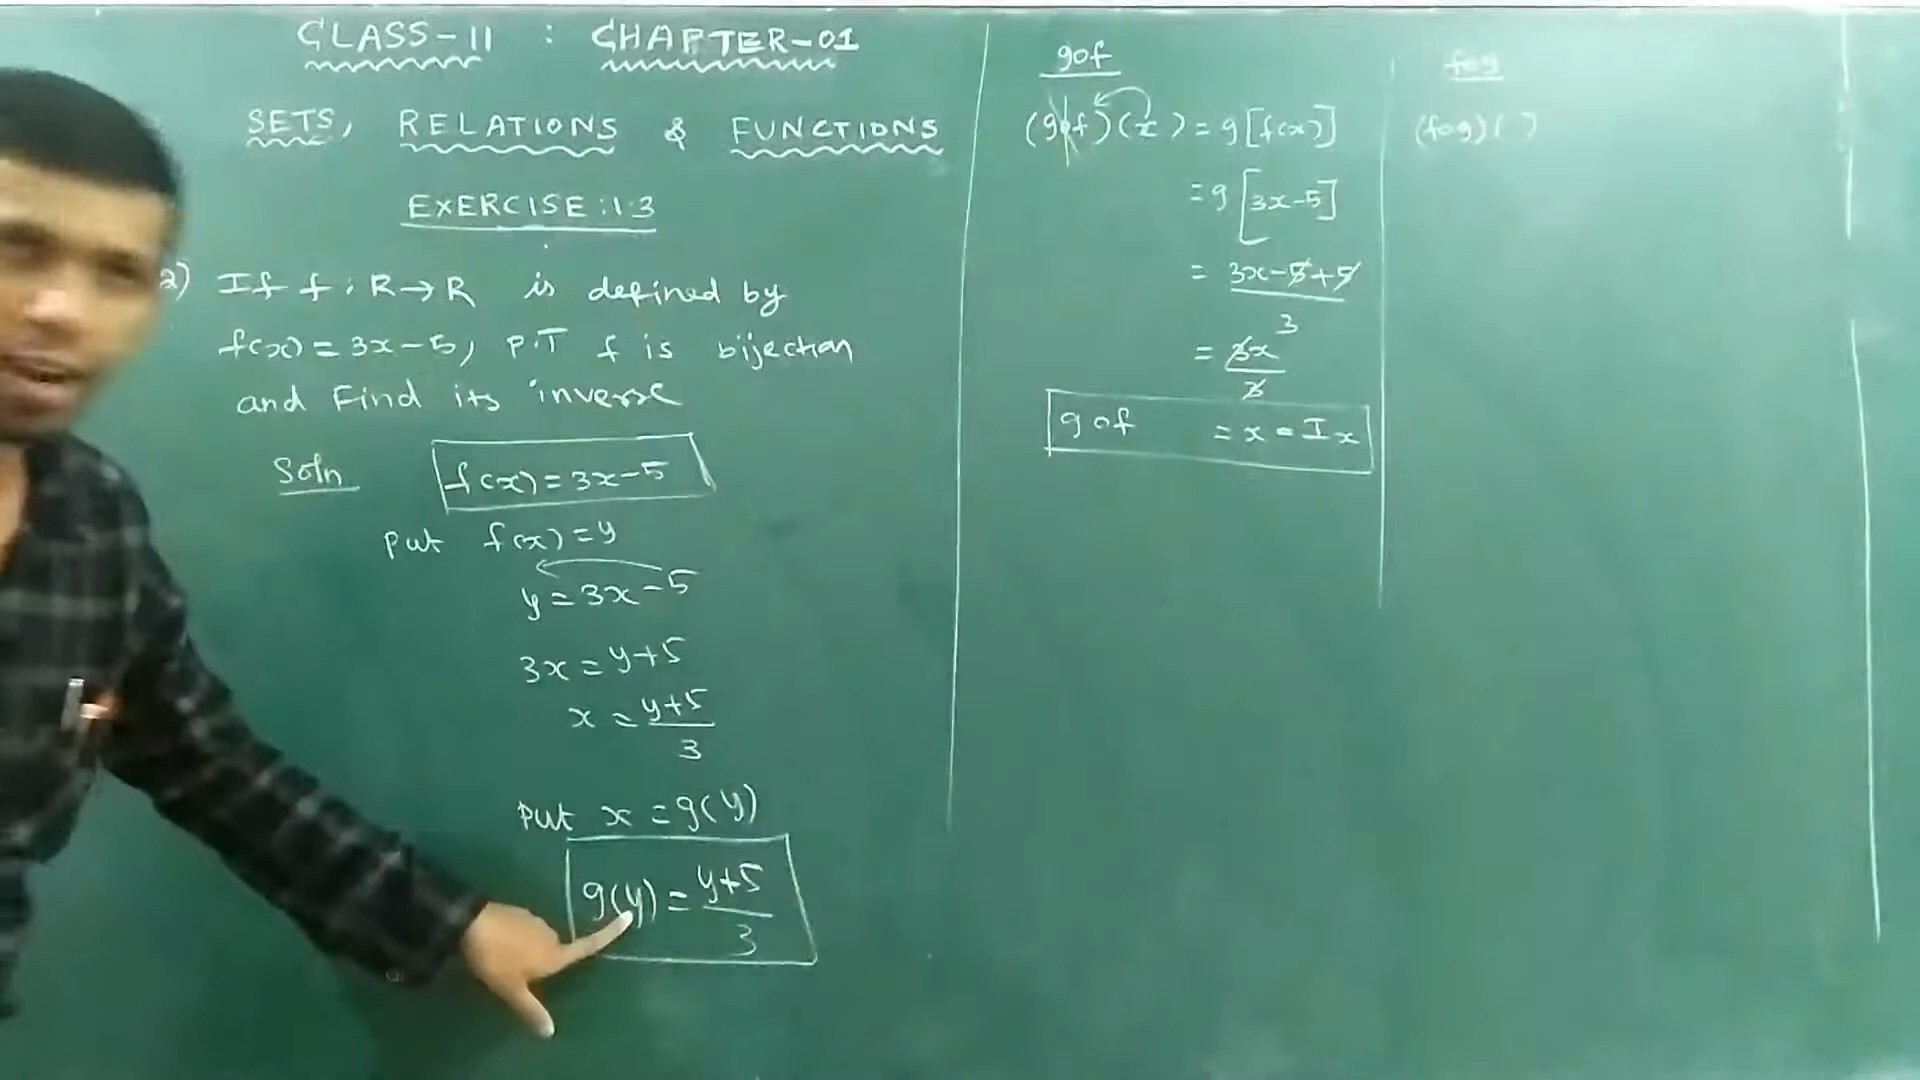 CLASS-11 : CHAPTER-01
SETS, RELATIONS & FUNCTIONS
EXERCISE:1.3
2) If f : R→R is defined by
f(x)=3x-5, P.T f is bijection
and Find its inverse
Soln f(x)=3x-5
Put f(x)=y
y=3x-5
3x=y+5
x=y+5
3
Put x=g(y)
g(y)=y+5
3
gof
(gof)(x)=g[f(x)]
=g[3x-5]
=3x-5+5
3
=3x
3
gof =x=Ix
fog
(fog)( )